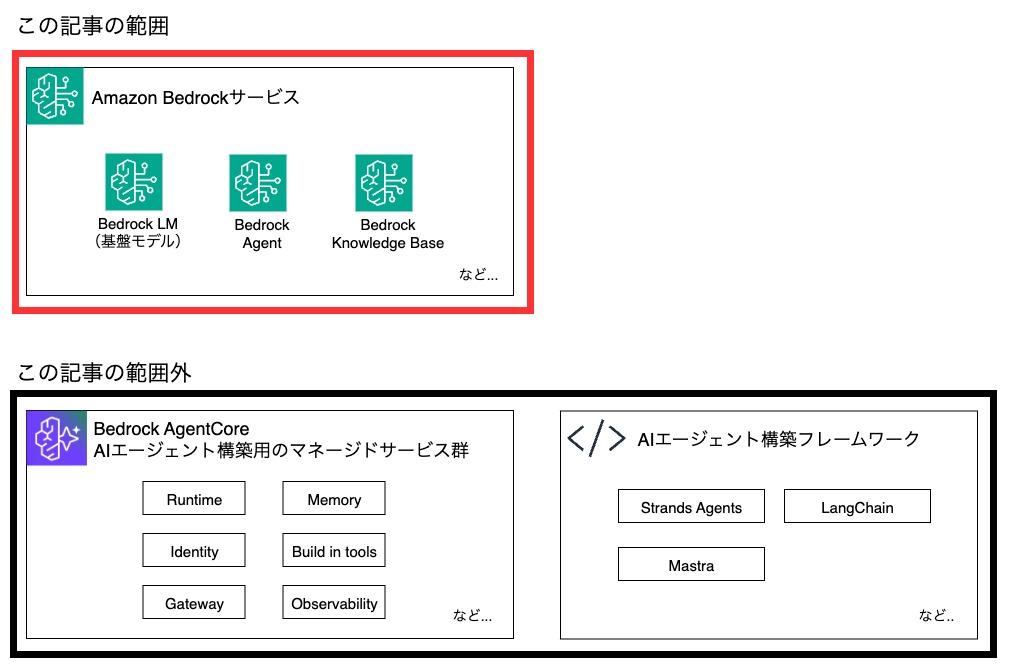 この記事の範囲
Amazon Bedrockサービス
Bedrock LM
（基盤モデル）
Bedrock
Agent
Bedrock
Knowledge Base
など...
この記事の範囲外
Bedrock AgentCore
AIエージェント構築用のマネージドサービス群
Runtime
Memory
Identity
Build in tools
Gateway
Observability
など...
</> AIエージェント構築フレームワーク
Strands Agents
LangChain
Mastra
など..